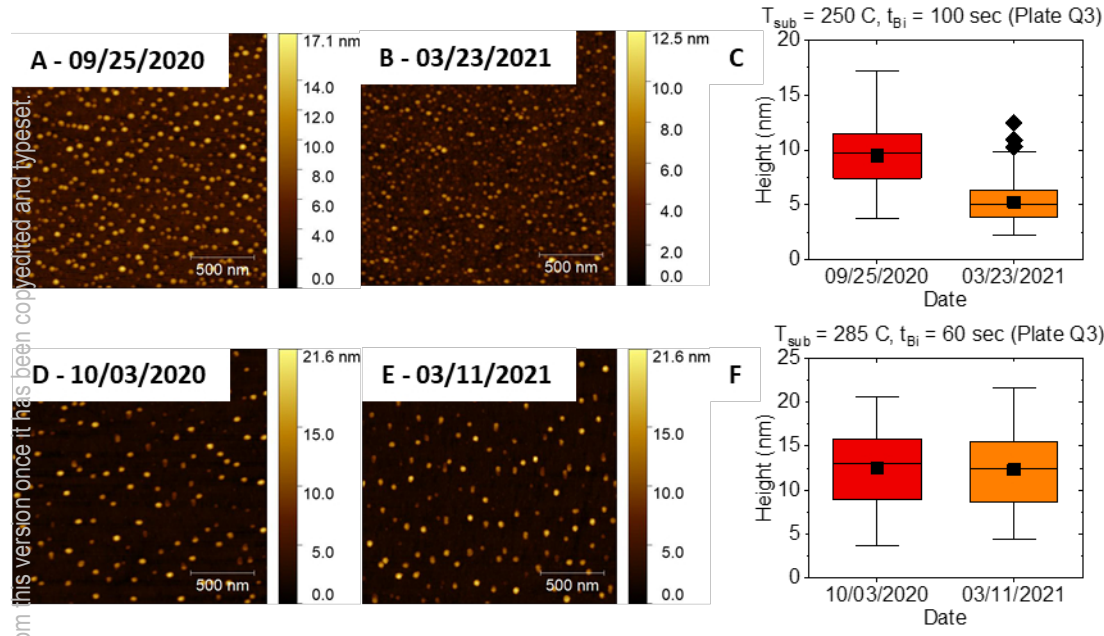 A - 09/25/2020
17.1 nm
14.0
12.0
10.0
8.0
6.0
4.0
0.0
500 nm
B - 03/23/2021
12.5 nm
10.0
8.0
6.0
4.0
2.0
0.0
500 nm
C
T_sub = 250 C, t_Bi = 100 sec (Plate Q3)
Height (nm)
20
15
10
5
0
09/25/2020 03/23/2021
Date
D - 10/03/2020
21.6 nm
15.0
10.0
5.0
0.0
500 nm
E - 03/11/2021
21.6 nm
15.0
10.0
5.0
0.0
500 nm
F
T_sub = 285 C, t_Bi = 60 sec (Plate Q3)
Height (nm)
25
20
15
10
5
0
10/03/2020 03/11/2021
Date
this version once it has been copyedited and typeset.